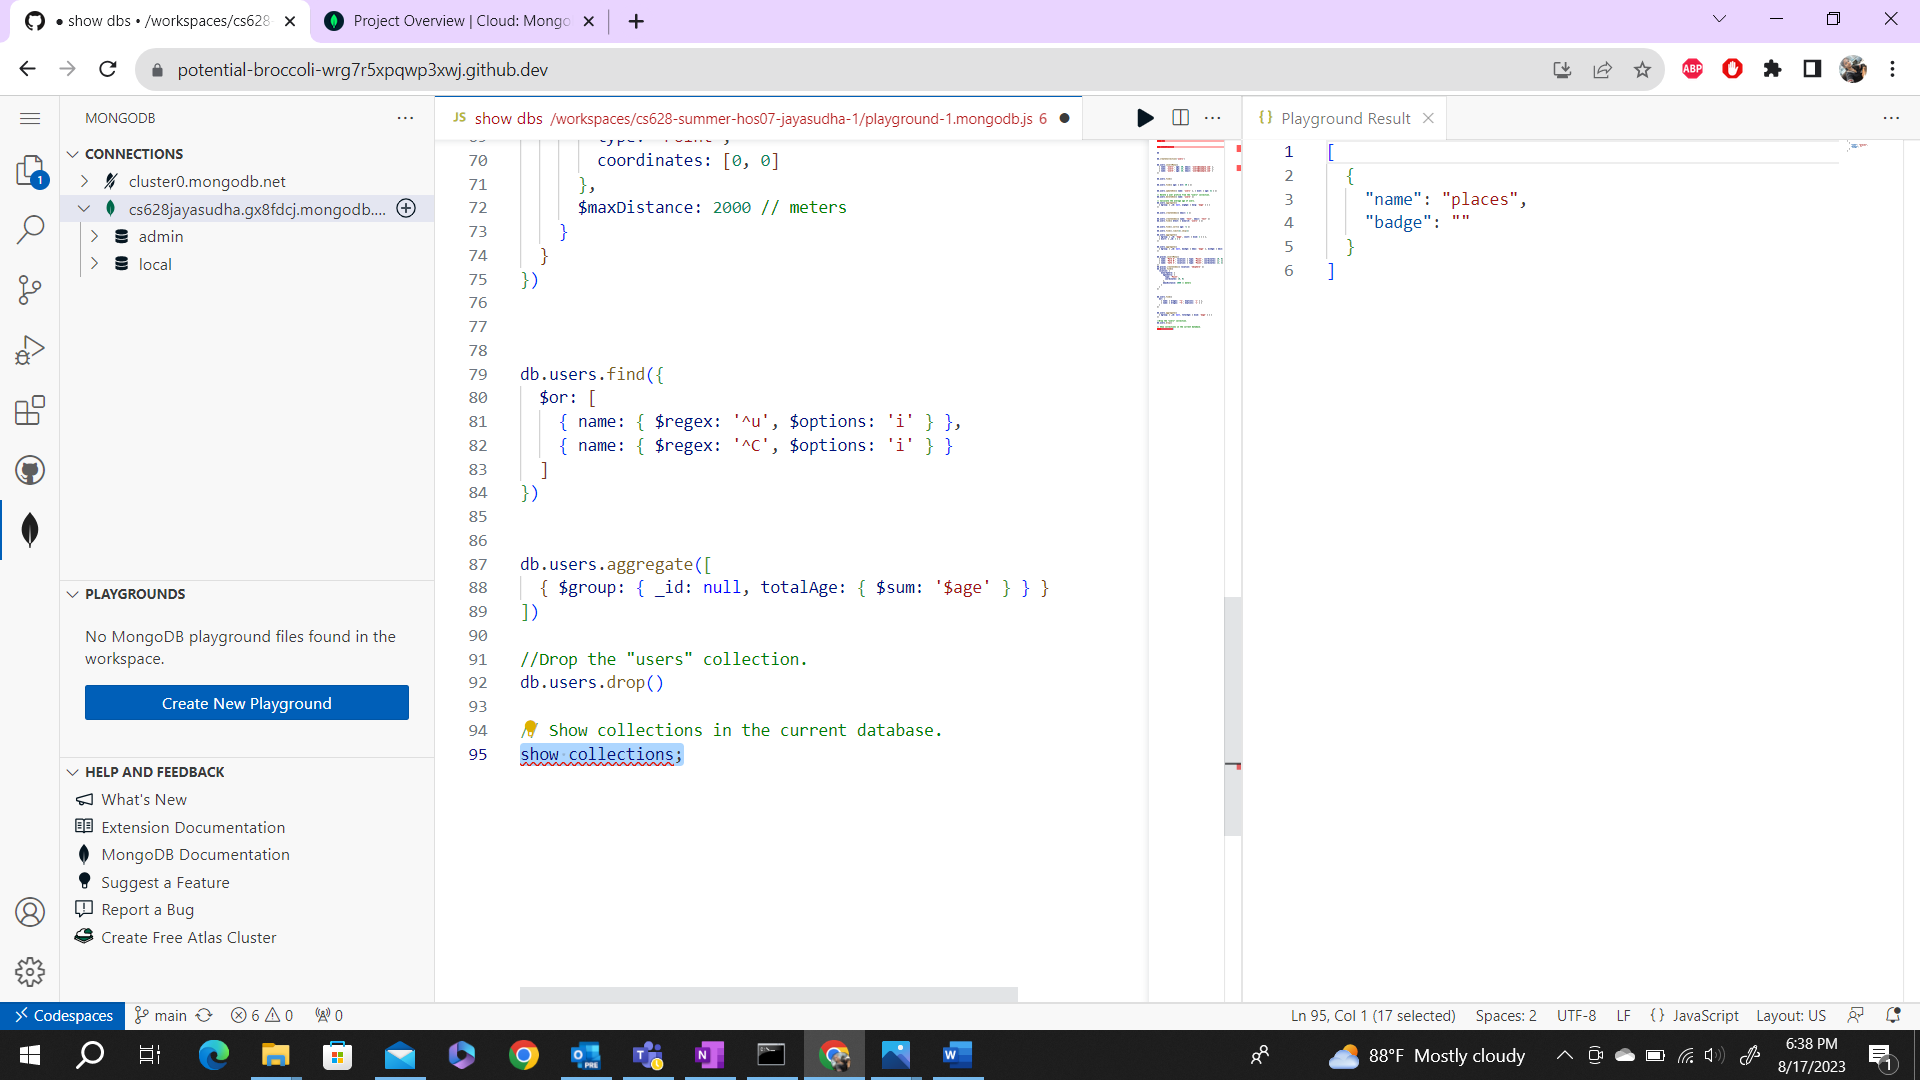 • show dbs • /workspaces/cs628-
Project Overview | Cloud: Mongo
potential-broccoli-wrg7r5xpqwp3xwj.github.dev
ABP
MONGODB
CONNECTIONS
cluster0.mongodb.net
cs628jayasudha.gx8fdcj.mongodb....
admin
local
PLAYGROUNDS
No MongoDB playground files found in the
workspace.
Create New Playground
HELP AND FEEDBACK
What's New
Extension Documentation
MongoDB Documentation
Suggest a Feature
Report a Bug
Create Free Atlas Cluster
1
JS show dbs /workspaces/cs628-summer-hos07-jayasudha-1/playground-1.mongodb.js 6
70 coordinates: [0, 0]
71 },
72 $maxDistance: 2000 // meters
73 }
74 }
75 })
76
77
78
79 db.users.find({
80 $or: [
81 { name: { $regex: '^u', $options: 'i' } },
82 { name: { $regex: '^C', $options: 'i' } }
83 ]
84 })
85
86
87 db.users.aggregate([
88 { $group: { _id: null, totalAge: { $sum: '$age' } } }
89 ])
90
91 //Drop the "users" collection.
92 db.users.drop()
93
94 Show collections in the current database.
95 show collections;
{} Playground Result
1 [
2 {
3 "name": "places",
4 "badge": ""
5 }
6 ]
Codespaces
main
6 0
0
Ln 95, Col 1 (17 selected)
Spaces: 2
UTF-8
LF
{} JavaScript
Layout: US
88°F Mostly cloudy
6:38 PM
8/17/2023
1